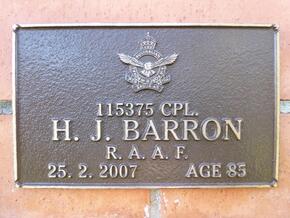 115375 CPL.
H. J. BARRON
R. A. A. F.
25. 2. 2007 AGE 85